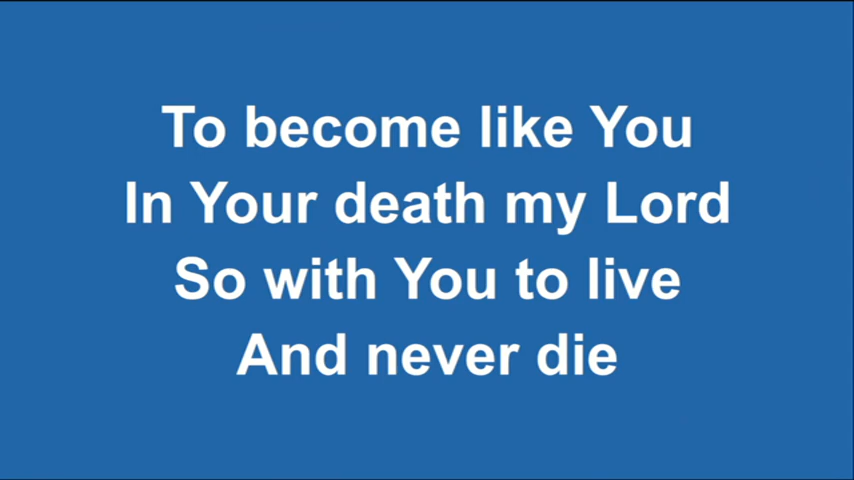 To become like You
In Your death my Lord
So with You to live
And never die